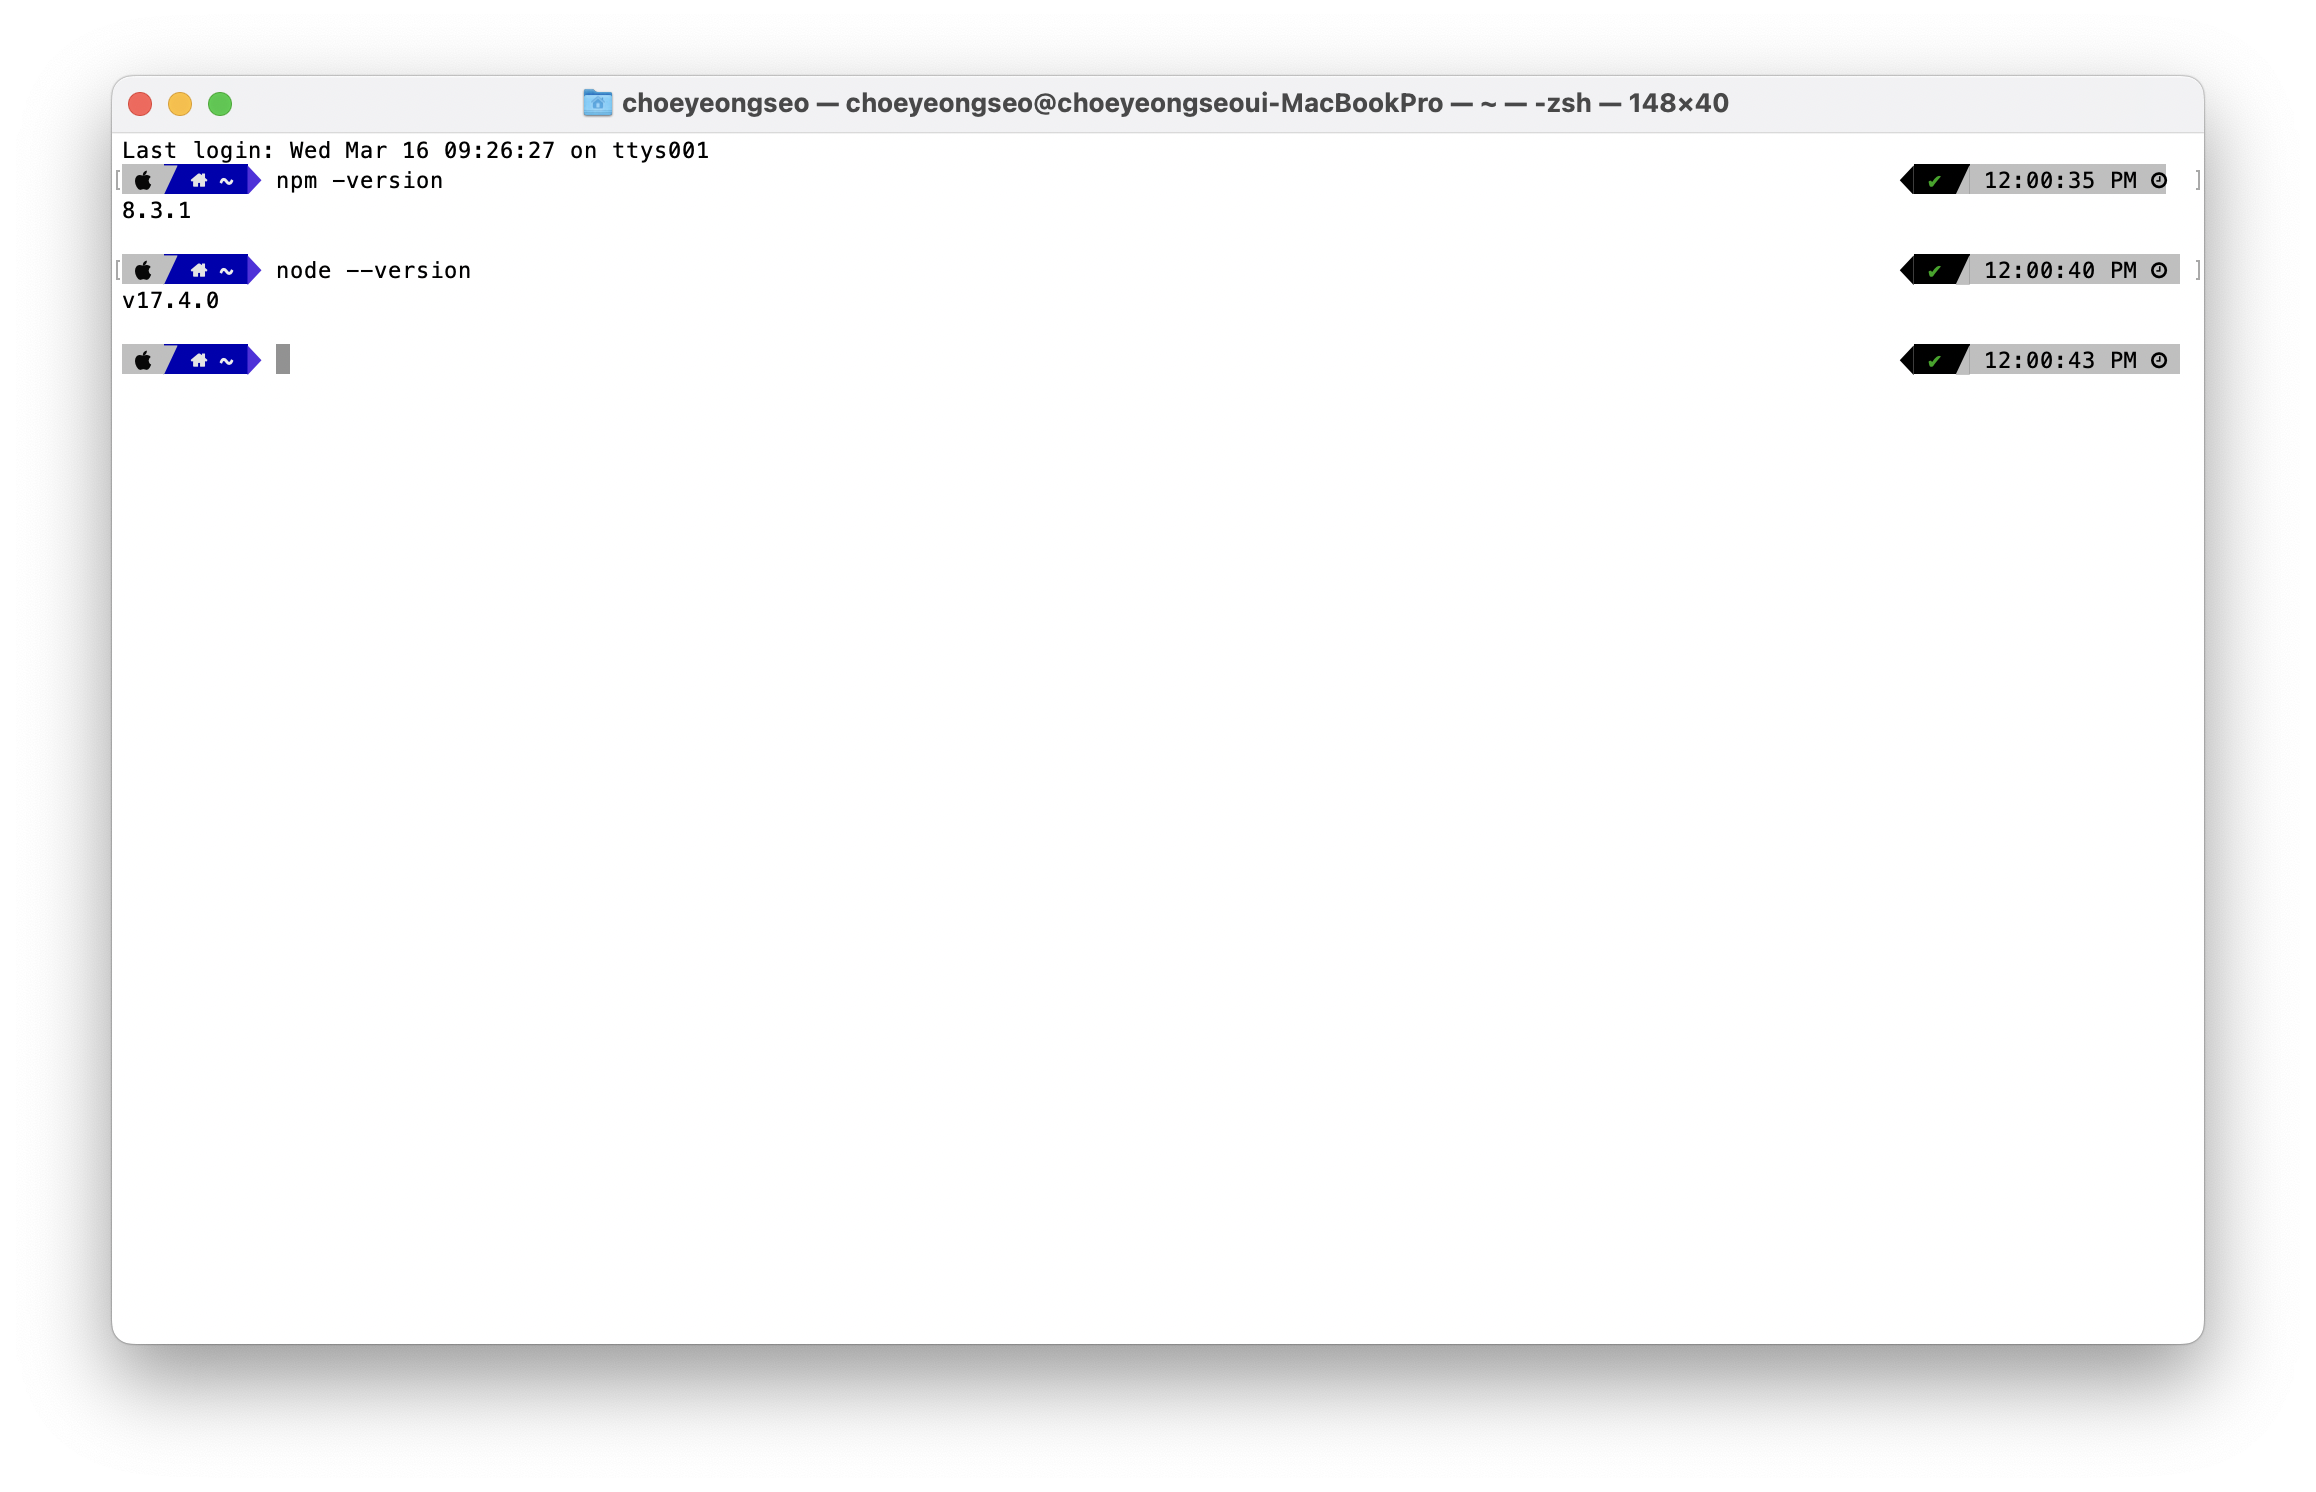 choeyeongseo — choeyeongseo@choeyeongseoui-MacBookPro — ~ — -zsh — 148×40
Last login: Wed Mar 16 09:26:27 on ttys001
~ npm -version ✔ 12:00:35 PM
8.3.1
~ node --version ✔ 12:00:40 PM
v17.4.0
~ ✔ 12:00:43 PM